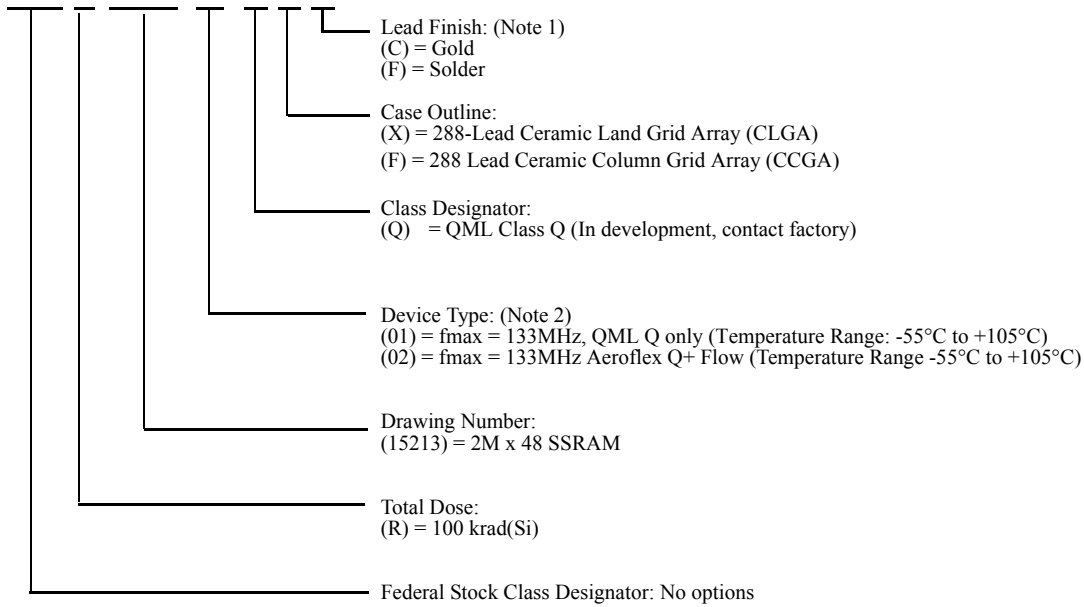 Lead Finish: (Note 1)
(C) = Gold
(F) = Solder
Case Outline:
(X) = 288-Lead Ceramic Land Grid Array (CLGA)
(F) = 288 Lead Ceramic Column Grid Array (CCGA)
Class Designator:
(Q) = QML Class Q (In development, contact factory)
Device Type: (Note 2)
(01) = fmax = 133MHz, QML Q only (Temperature Range: -55°C to +105°C)
(02) = fmax = 133MHz Aeroflex Q+ Flow (Temperature Range -55°C to +105°C)
Drawing Number:
(15213) = 2M x 48 SSRAM
Total Dose:
(R) = 100 krad(Si)
Federal Stock Class Designator: No options